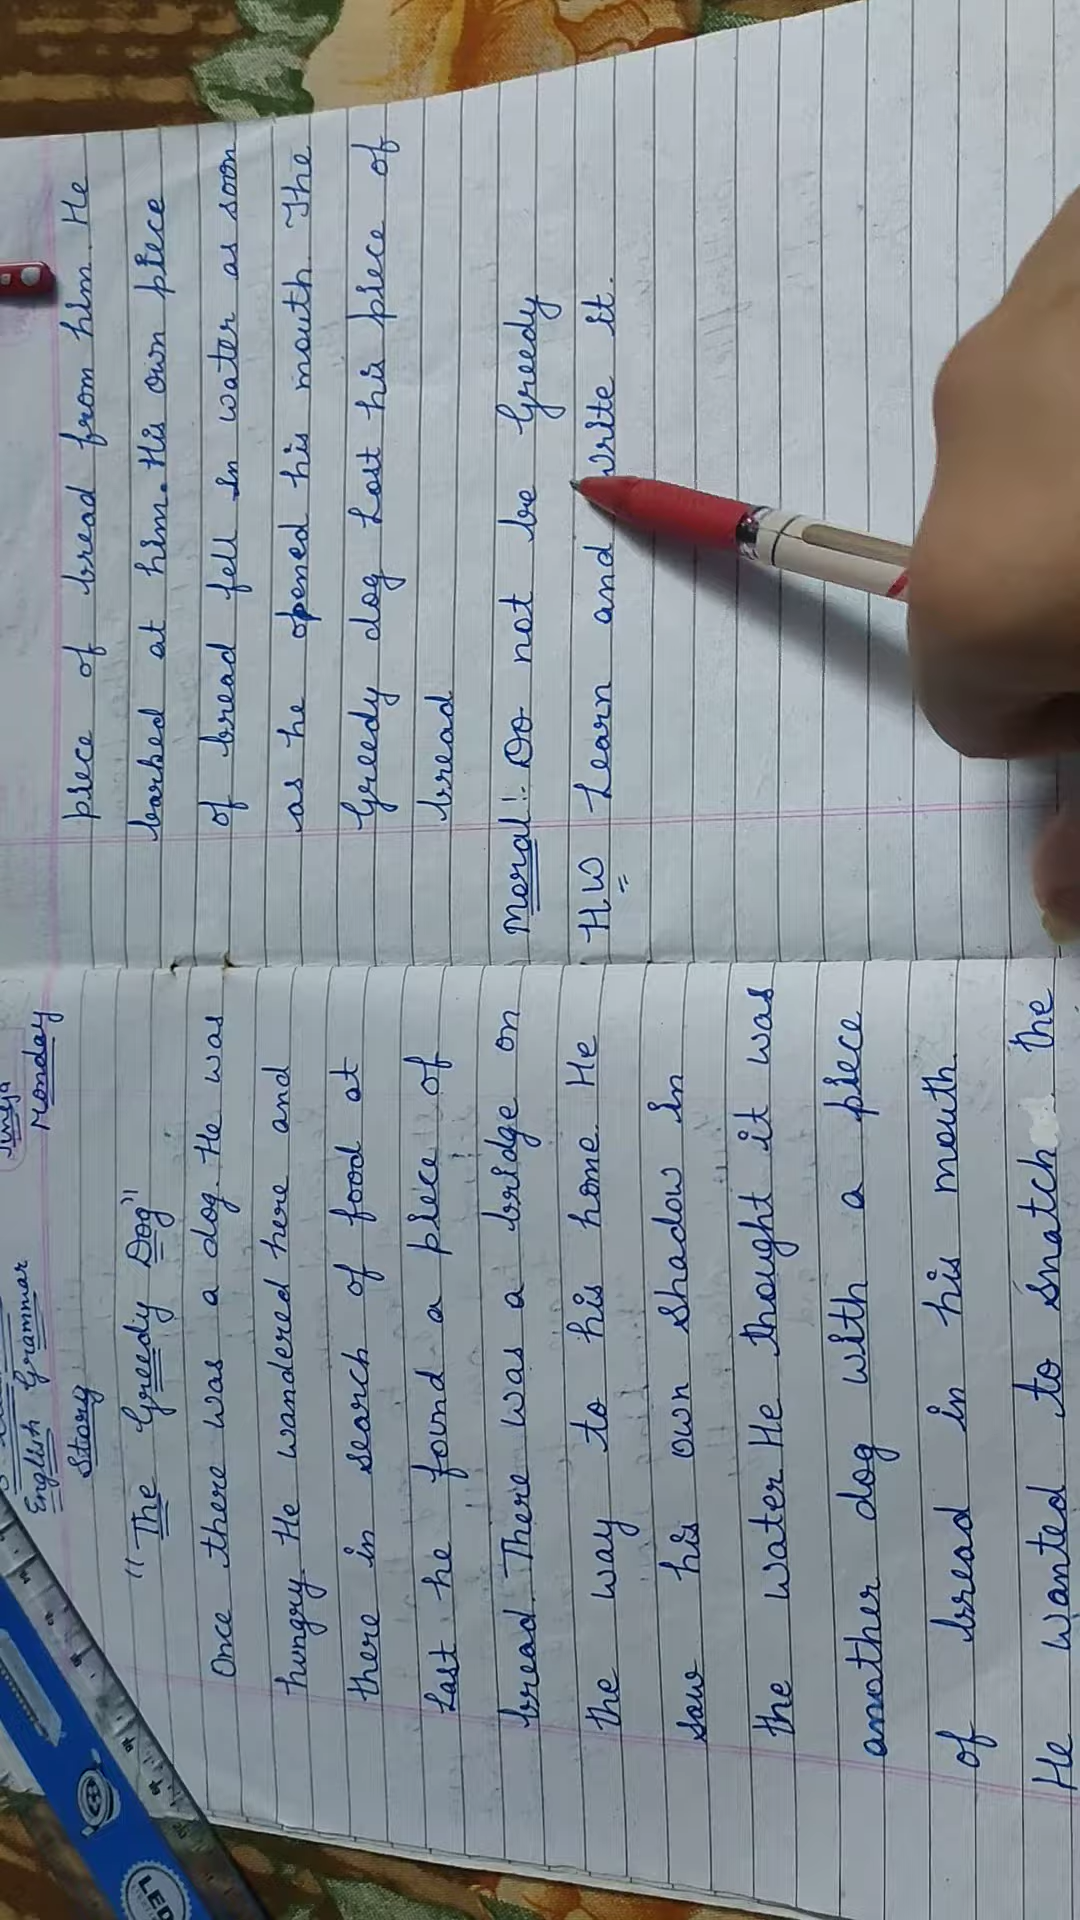 English Grammar
Monday
Story
"The Greedy Dog"
Once there was a dog. He was
hungry. He wandered here and
there in search of food at
Last he found a piece of
bread. There was a bridge on
the way to his home. He
saw his own shadow in
the water. He thought it was
another dog with a piece
of bread in his mouth.
He wanted to snatch the
piece of bread from him. He
barked at him. His own piece
of bread fell in water as soon
as he opened his mouth. The
Greedy dog Lost his piece of
bread
Moral:- Do not be Greedy
HW Learn and write it.
LED